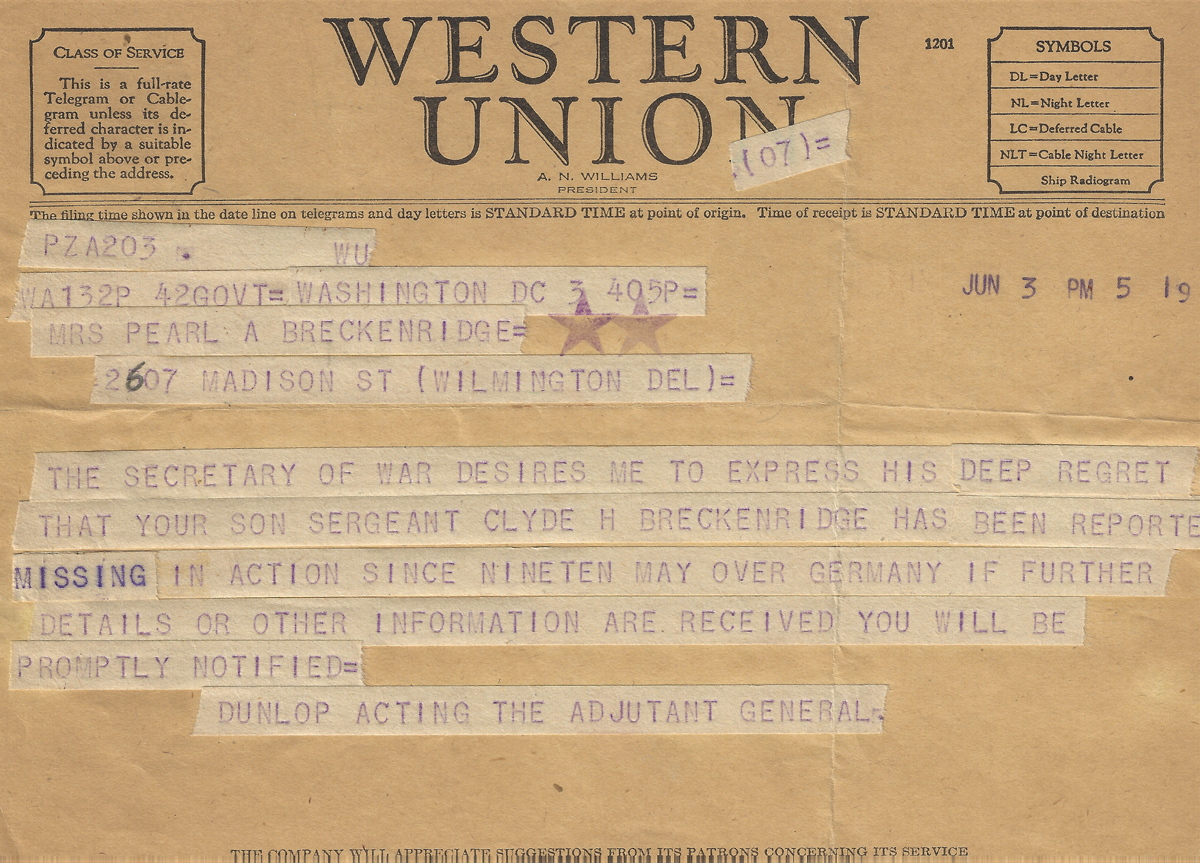 CLASS OF SERVICE
This is a full-rate
Telegram or Cable-
gram unless its de-
ferred character is in-
dicated by a suitable
symbol above or pre-
ceding the address.
WESTERN
UNION
1201
A. N. WILLIAMS
PRESIDENT
(07)=
SYMBOLS
DL=Day Letter
NL=Night Letter
LC=Deferred Cable
NLT=Cable Night Letter
Ship Radiogram
The filing time shown in the date line on telegrams and day letters is STANDARD TIME at point of origin. Time of receipt is STANDARD TIME at point of destination
PZA203 WU
WA132P 42GOVT=WASHINGTON DC 3 405P=
JUN 3 PM 5 19
MRS PEARL A BRECKENRIDGE=
2607 MADISON ST (WILMINGTON DEL)=
THE SECRETARY OF WAR DESIRES ME TO EXPRESS HIS DEEP REGRET
THAT YOUR SON SERGEANT CLYDE H BRECKENRIDGE HAS BEEN REPORTE
MISSING IN ACTION SINCE NINETEN MAY OVER GERMANY IF FURTHER
DETAILS OR OTHER INFORMATION ARE RECEIVED YOU WILL BE
PROMPTLY NOTIFIED=
DUNLOP ACTING THE ADJUTANT GENERAL.
THE COMPANY WILL APPRECIATE SUGGESTIONS FROM ITS PATRONS CONCERNING ITS SERVICE